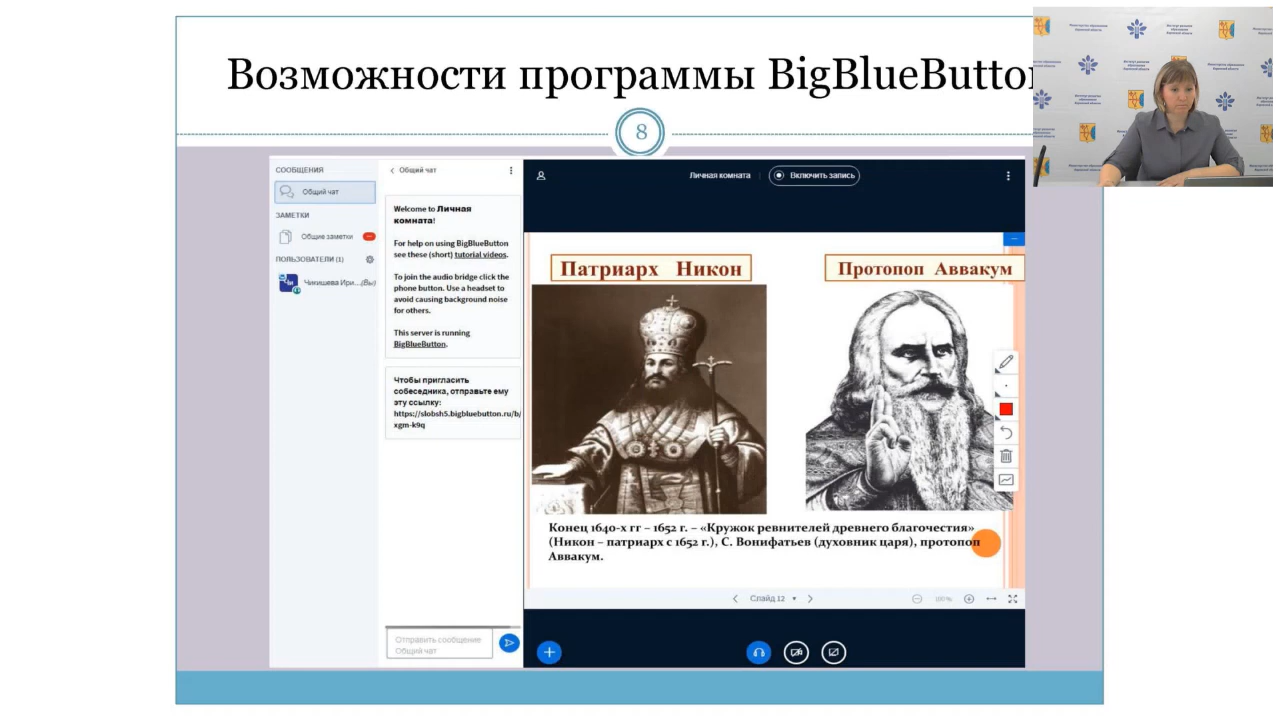 Возможности программы BigBlueButton
8
СООБЩЕНИЯ
Общий чат
ЗАМЕТКИ
Общие заметки
ПОЛЬЗОВАТЕЛИ (1)
Чи
Чикишева Ири... (Вы)
Общий чат
Welcome to Личная
комната!
For help on using BigBlueButton
see these (short) tutorial videos.
To join the audio bridge click the
phone button. Use a headset to
avoid causing background noise
for others.
This server is running
BigBlueButton.
Чтобы пригласить
собеседника, отправьте ему
эту ссылку:
https://slobsh5.bigbluebutton.ru/b/
xgm-k9q
Отправить сообщение
Общий чат
Личная комната
Включить запись
Патриарх Никон
Протопоп Аввакум
Конец 1640-х гг – 1652 г. – «Кружок ревнителей древнего благочестия»
(Никон – патриарх с 1652 г.), С. Вонифатьев (духовник царя), протопоп
Аввакум.
Слайд 12
100%